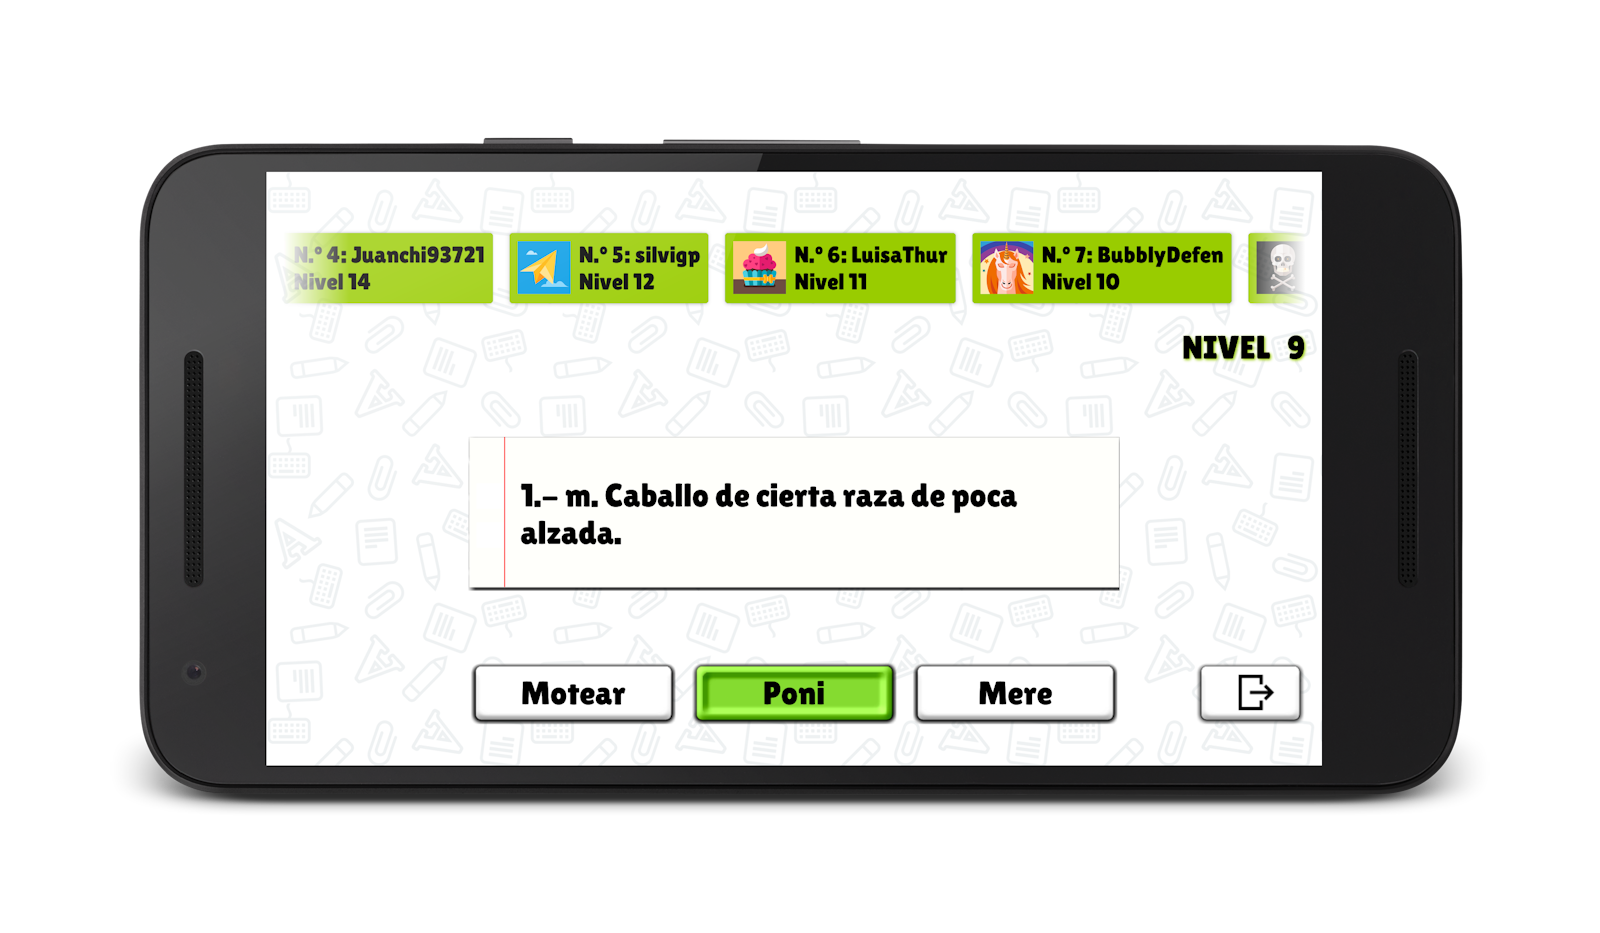 N.º 4: Juanchi93721
Nivel 14
N.º 5: silvigp
Nivel 12
N.º 6: LuisaThur
Nivel 11
N.º 7: BubblyDefen
Nivel 10
NIVEL 9
1.– m. Caballo de cierta raza de poca
alzada.
Motear
Poni
Mere